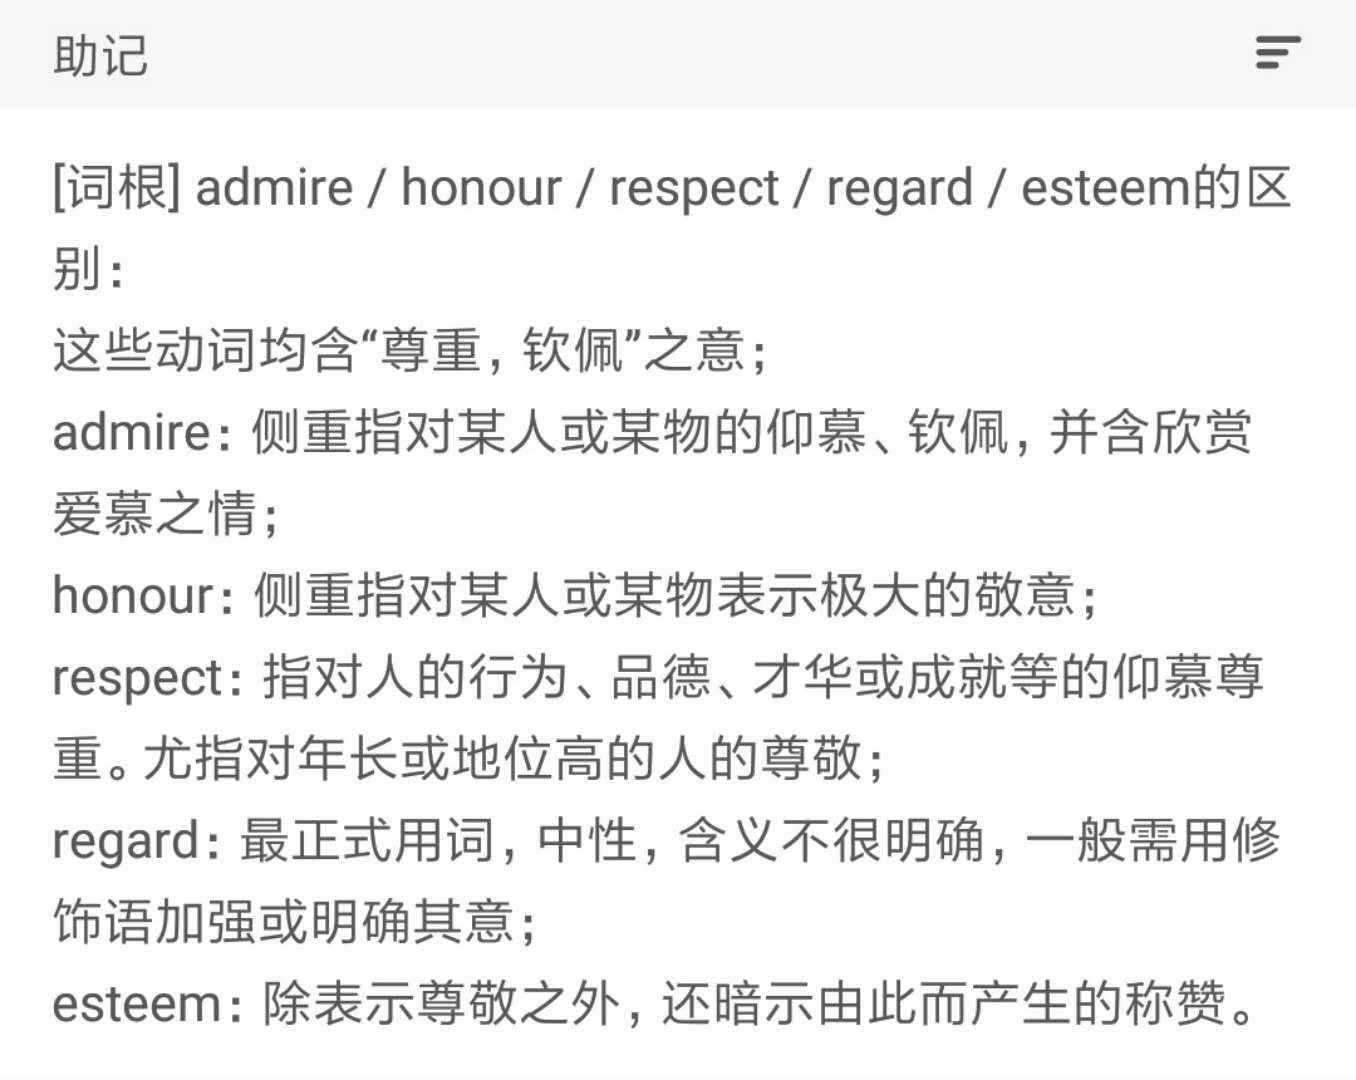 助记
[词根] admire / honour / respect / regard / esteem的区
别：
这些动词均含“尊重，钦佩”之意；
admire：侧重指对某人或某物的仰慕、钦佩，并含欣赏
爱慕之情；
honour：侧重指对某人或某物表示极大的敬意；
respect：指对人的行为、品德、才华或成就等的仰慕尊
重。尤指对年长或地位高的人的尊敬；
regard：最正式用词，中性，含义不很明确，一般需用修
饰语加强或明确其意；
esteem：除表示尊敬之外，还暗示由此而产生的称赞。